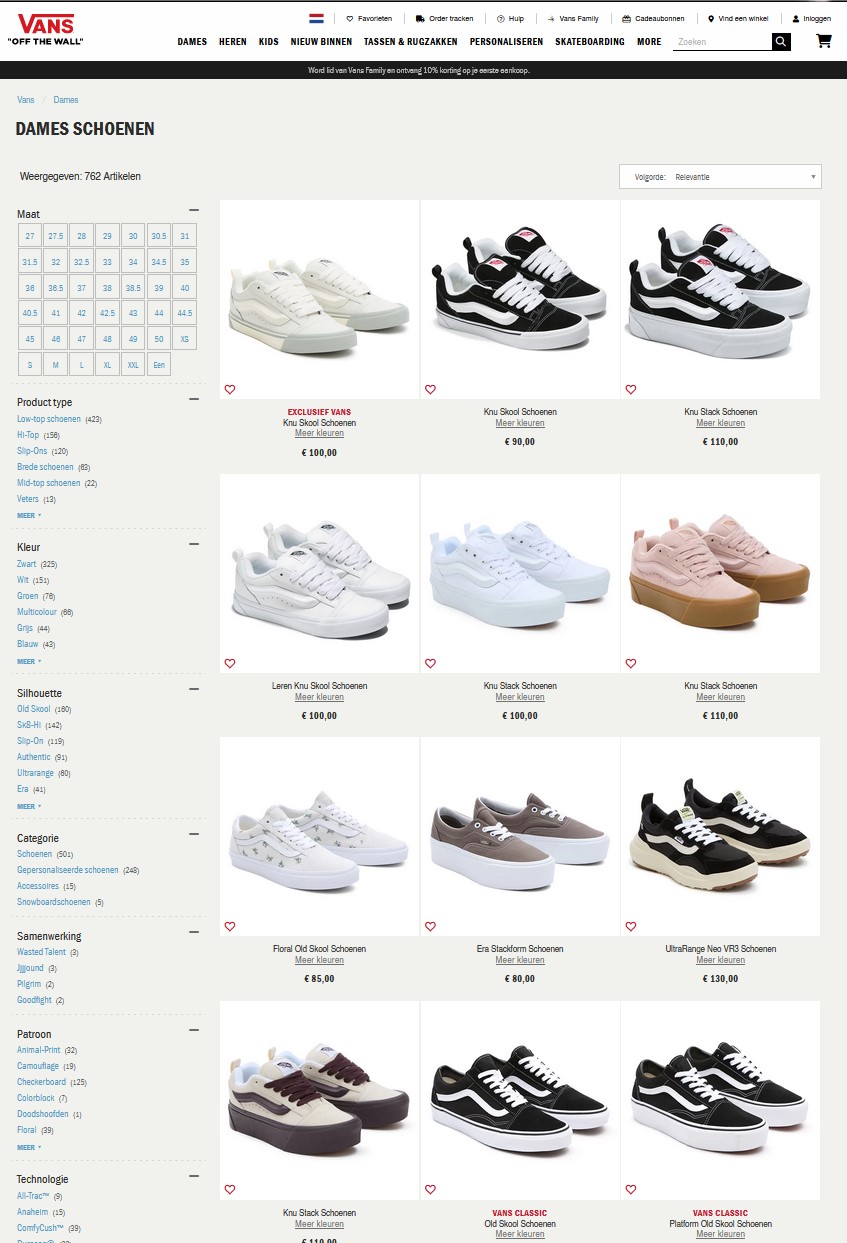 VANS
"OFF THE WALL"
Favorieten
Order tracken
Hulp
Vans Family
Cadeaubonnen
Vind een winkel
Inloggen
DAMES HEREN KIDS NIEUW BINNEN TASSEN & RUGZAKKEN PERSONALISEREN SKATEBOARDING MORE
Zoeken
Word lid van Vans Family en ontvang 10% korting op je eerste aankoop.
Vans / Dames
DAMES SCHOENEN
Weergegeven: 762 Artikelen
Volgorde: Relevantie
Maat
27 27.5 28 29 30 30.5 31
31.5 32 32.5 33 34 34.5 35
36 36.5 37 38 38.5 39 40
40.5 41 42 42.5 43 44 44.5
45 46 47 48 49 50 XS
S M L XL XXL Een
Product type
Low-top schoenen (423)
Hi-Top (156)
Slip-Ons (120)
Brede schoenen (63)
Mid-top schoenen (22)
Veters (13)
MEER
Kleur
Zwart (325)
Wit (151)
Groen (76)
Multicolour (66)
Grijs (44)
Blauw (43)
MEER
Silhouette
Old Skool (160)
Sk8-Hi (142)
Slip-On (119)
Authentic (91)
Ultrarange (60)
Era (41)
MEER
Categorie
Schoenen (501)
Gepersonaliseerde schoenen (248)
Accessoires (15)
Snowboardschoenen (5)
Samenwerking
Wasted Talent (3)
Jjjjound (3)
Pilgrim (2)
Goodfight (2)
Patroon
Animal-Print (32)
Camouflage (19)
Checkerboard (125)
Colorblock (7)
Doodshoofden (1)
Floral (39)
MEER
Technologie
All-Trac™ (9)
Anaheim (15)
ComfyCush™ (39)
EXCLUSIEF VANS
Knu Skool Schoenen
Meer kleuren
€ 100,00
Knu Skool Schoenen
Meer kleuren
€ 90,00
Knu Stack Schoenen
Meer kleuren
€ 110,00
Leren Knu Skool Schoenen
Meer kleuren
€ 100,00
Knu Stack Schoenen
Meer kleuren
€ 100,00
Knu Stack Schoenen
Meer kleuren
€ 110,00
Floral Old Skool Schoenen
Meer kleuren
€ 85,00
Era Stackform Schoenen
Meer kleuren
€ 80,00
UltraRange Neo VR3 Schoenen
Meer kleuren
€ 130,00
Knu Stack Schoenen
Meer kleuren
€ 110,00
VANS CLASSIC
Old Skool Schoenen
Meer kleuren
VANS CLASSIC
Platform Old Skool Schoenen
Meer kleuren